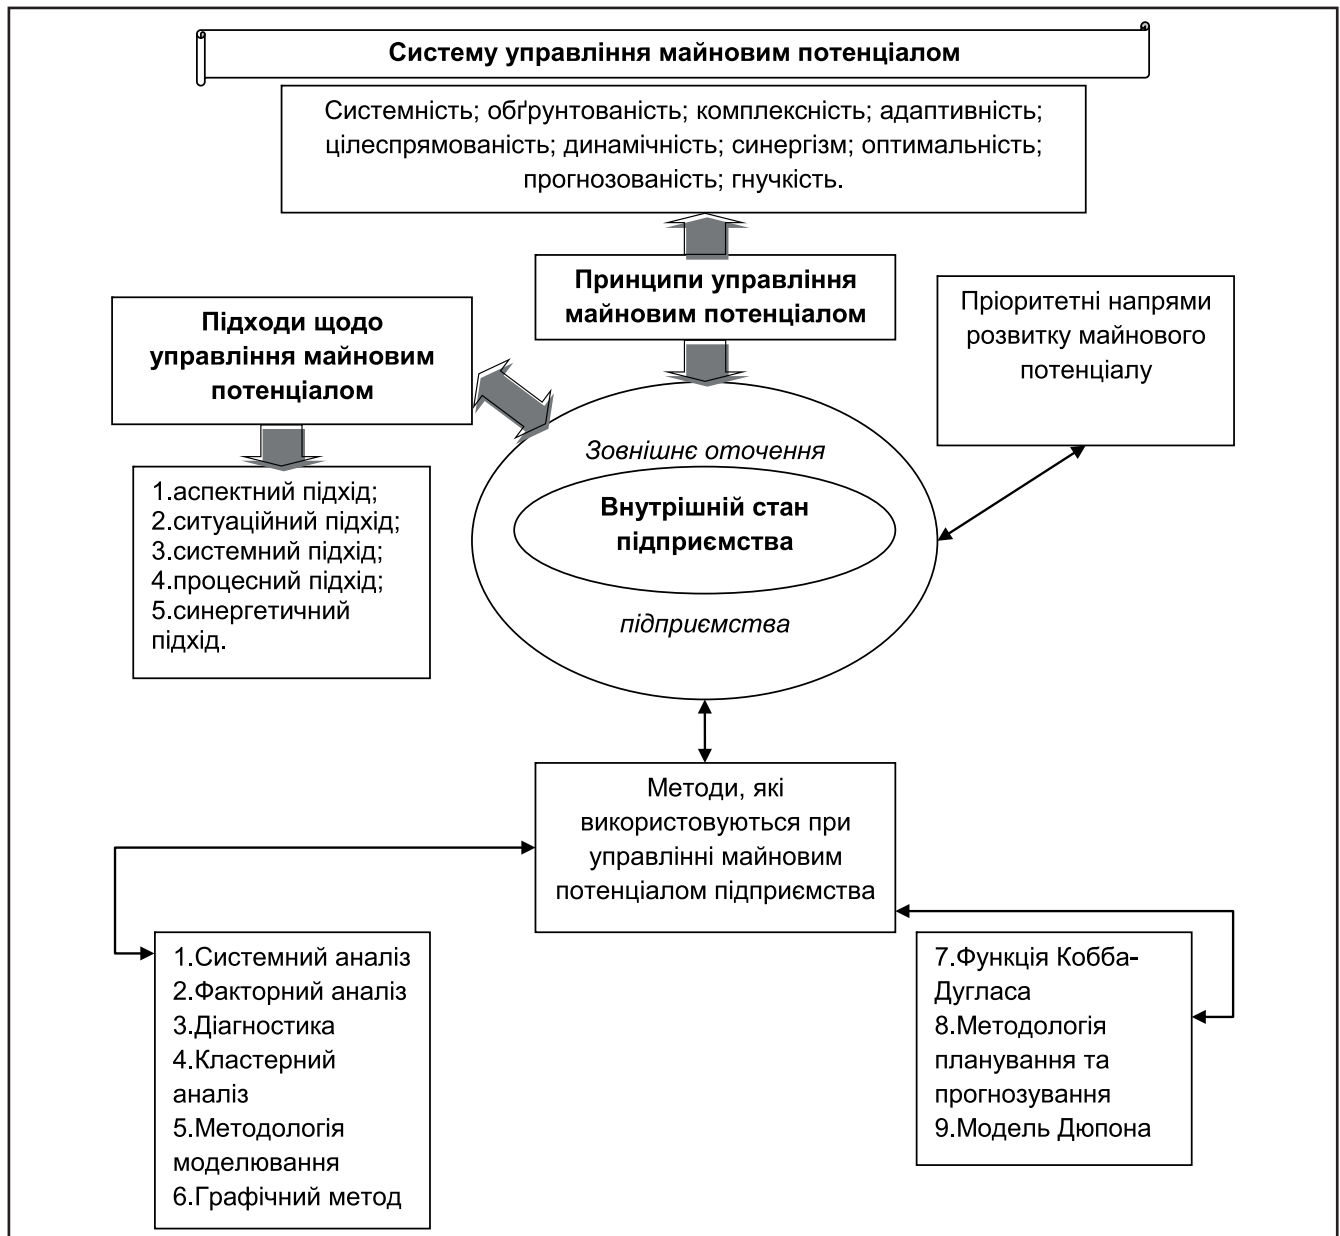 Систему управління майновим потенціалом
Системність; обґрунтованість; комплексність; адаптивність;
цілеспрямованість; динамічність; синергізм; оптимальність;
прогнозованість; гнучкість.
Принципи управління
майновим потенціалом
Підходи щодо
управління майновим
потенціалом
Пріоритетні напрями
розвитку майнового
потенціалу
1.аспектний підхід;
2.ситуаційний підхід;
3.системний підхід;
4.процесний підхід;
5.синергетичний
підхід.
Зовнішнє оточення
Внутрішній стан
підприємства
підприємства
Методи, які
використовуються при
управлінні майновим
потенціалом підприємства
1.Системний аналіз
2.Факторний аналіз
3.Діагностика
4.Кластерний
аналіз
5.Методологія
моделювання
6.Графічний метод
7.Функція Кобба-
Дугласа
8.Методологія
планування та
прогнозування
9.Модель Дюпона